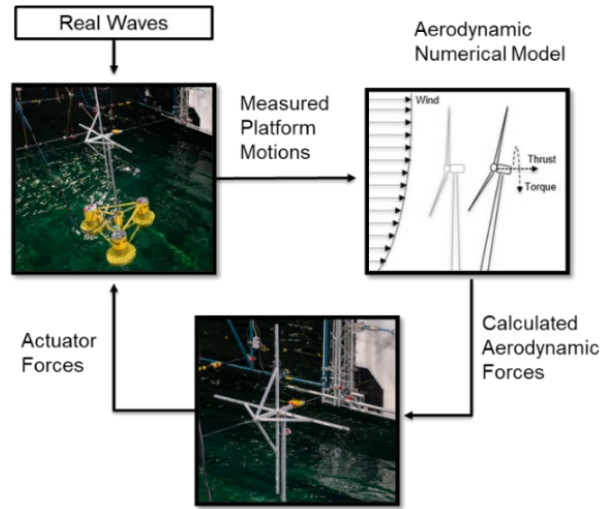 Real Waves
Aerodynamic
Numerical Model
Measured
Platform
Motions
Wind
Thrust
Torque
Actuator
Forces
Calculated
Aerodynamic
Forces